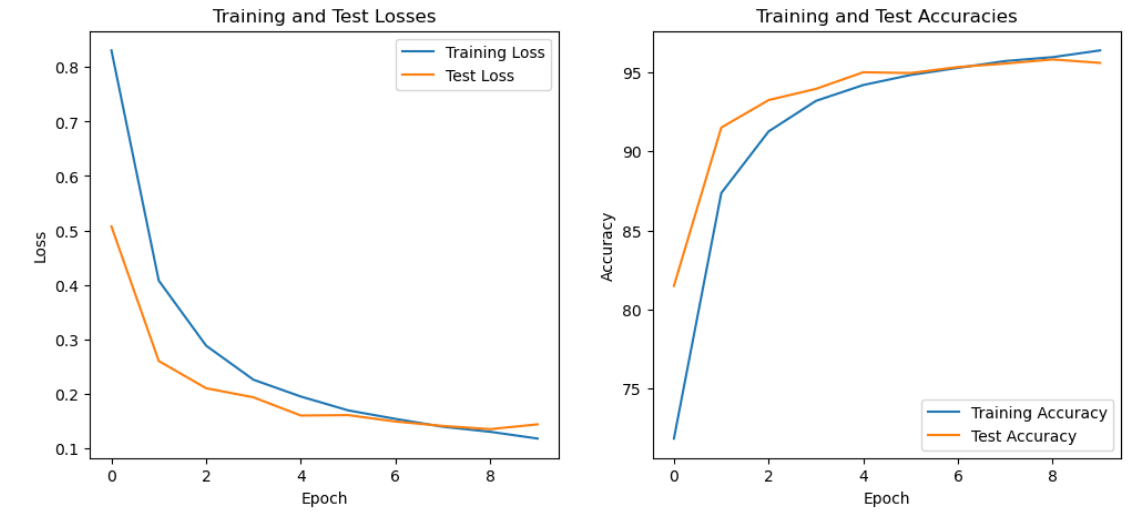 Training and Test Losses
Training Loss
Test Loss
0.8
0.7
0.6
0.5
0.4
0.3
0.2
0.1
Loss
0 2 4 6 8
Epoch
Training and Test Accuracies
95
90
85
80
75
Accuracy
Training Accuracy
Test Accuracy
0 2 4 6 8
Epoch